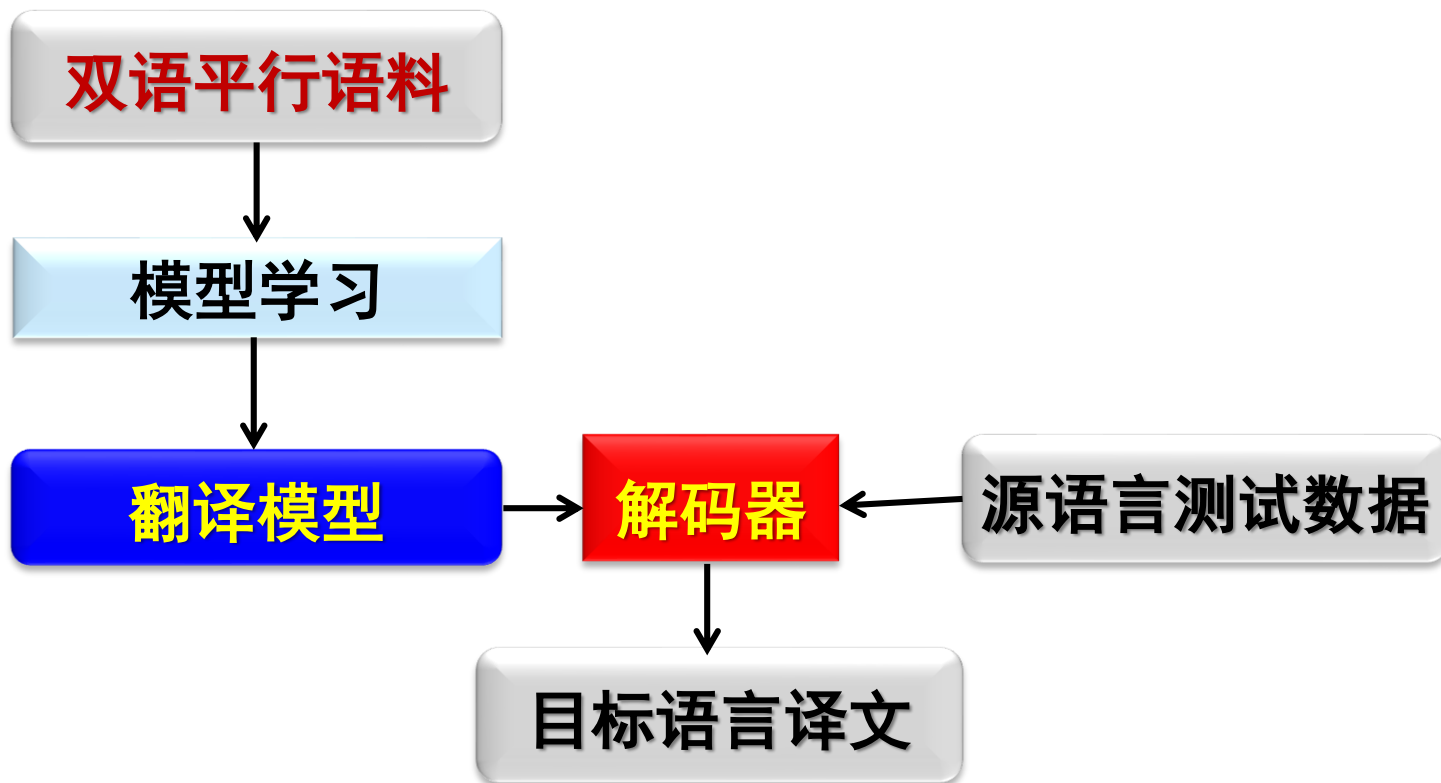 双语平行语料
模型学习
翻译模型
解码器
源语言测试数据
目标语言译文